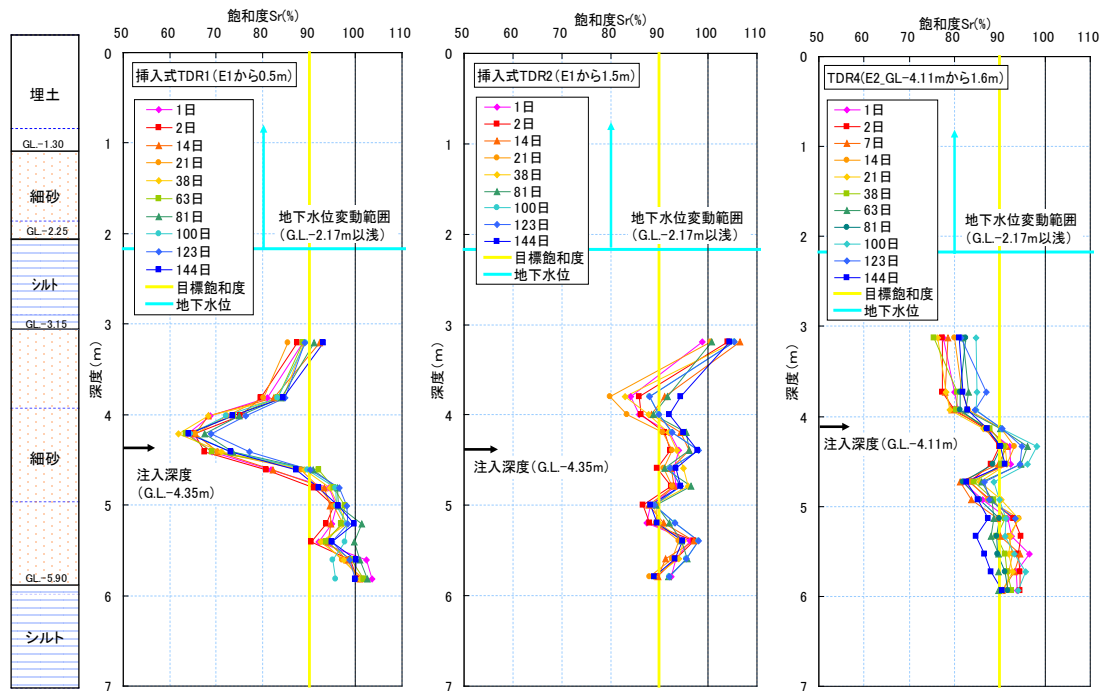 埋土
GL.-1.30
細砂
GL.-2.25
シルト
GL.-3.15
細砂
GL.-5.90
シルト
飽和度Sr(%)
50 60 70 80 90 100 110
0
1
2
3
4
5
6
7
深度(m)
挿入式TDR1(E1から0.5m)
1日
2日
14日
21日
38日
63日
81日
100日
123日
144日
目標飽和度
地下水位
地下水位変動範囲
(G.L.-2.17m以浅)
注入深度
(G.L.-4.35m)
飽和度Sr(%)
50 60 70 80 90 100 110
0
1
2
3
4
5
6
7
深度(m)
挿入式TDR2(E1から1.5m)
1日
2日
14日
21日
38日
81日
100日
123日
144日
目標飽和度
地下水位
地下水位変動範囲
(G.L.-2.17m以浅)
注入深度(G.L.-4.35m)
飽和度Sr(%)
50 60 70 80 90 100 110
0
1
2
3
4
5
6
7
深度(m)
TDR4(E2_GL-4.11mから1.6m)
1日
2日
7日
14日
21日
38日
63日
81日
100日
123日
144日
目標飽和度
地下水位
地下水位変動範囲
(G.L.-2.17m以浅)
注入深度(G.L.-4.11m)